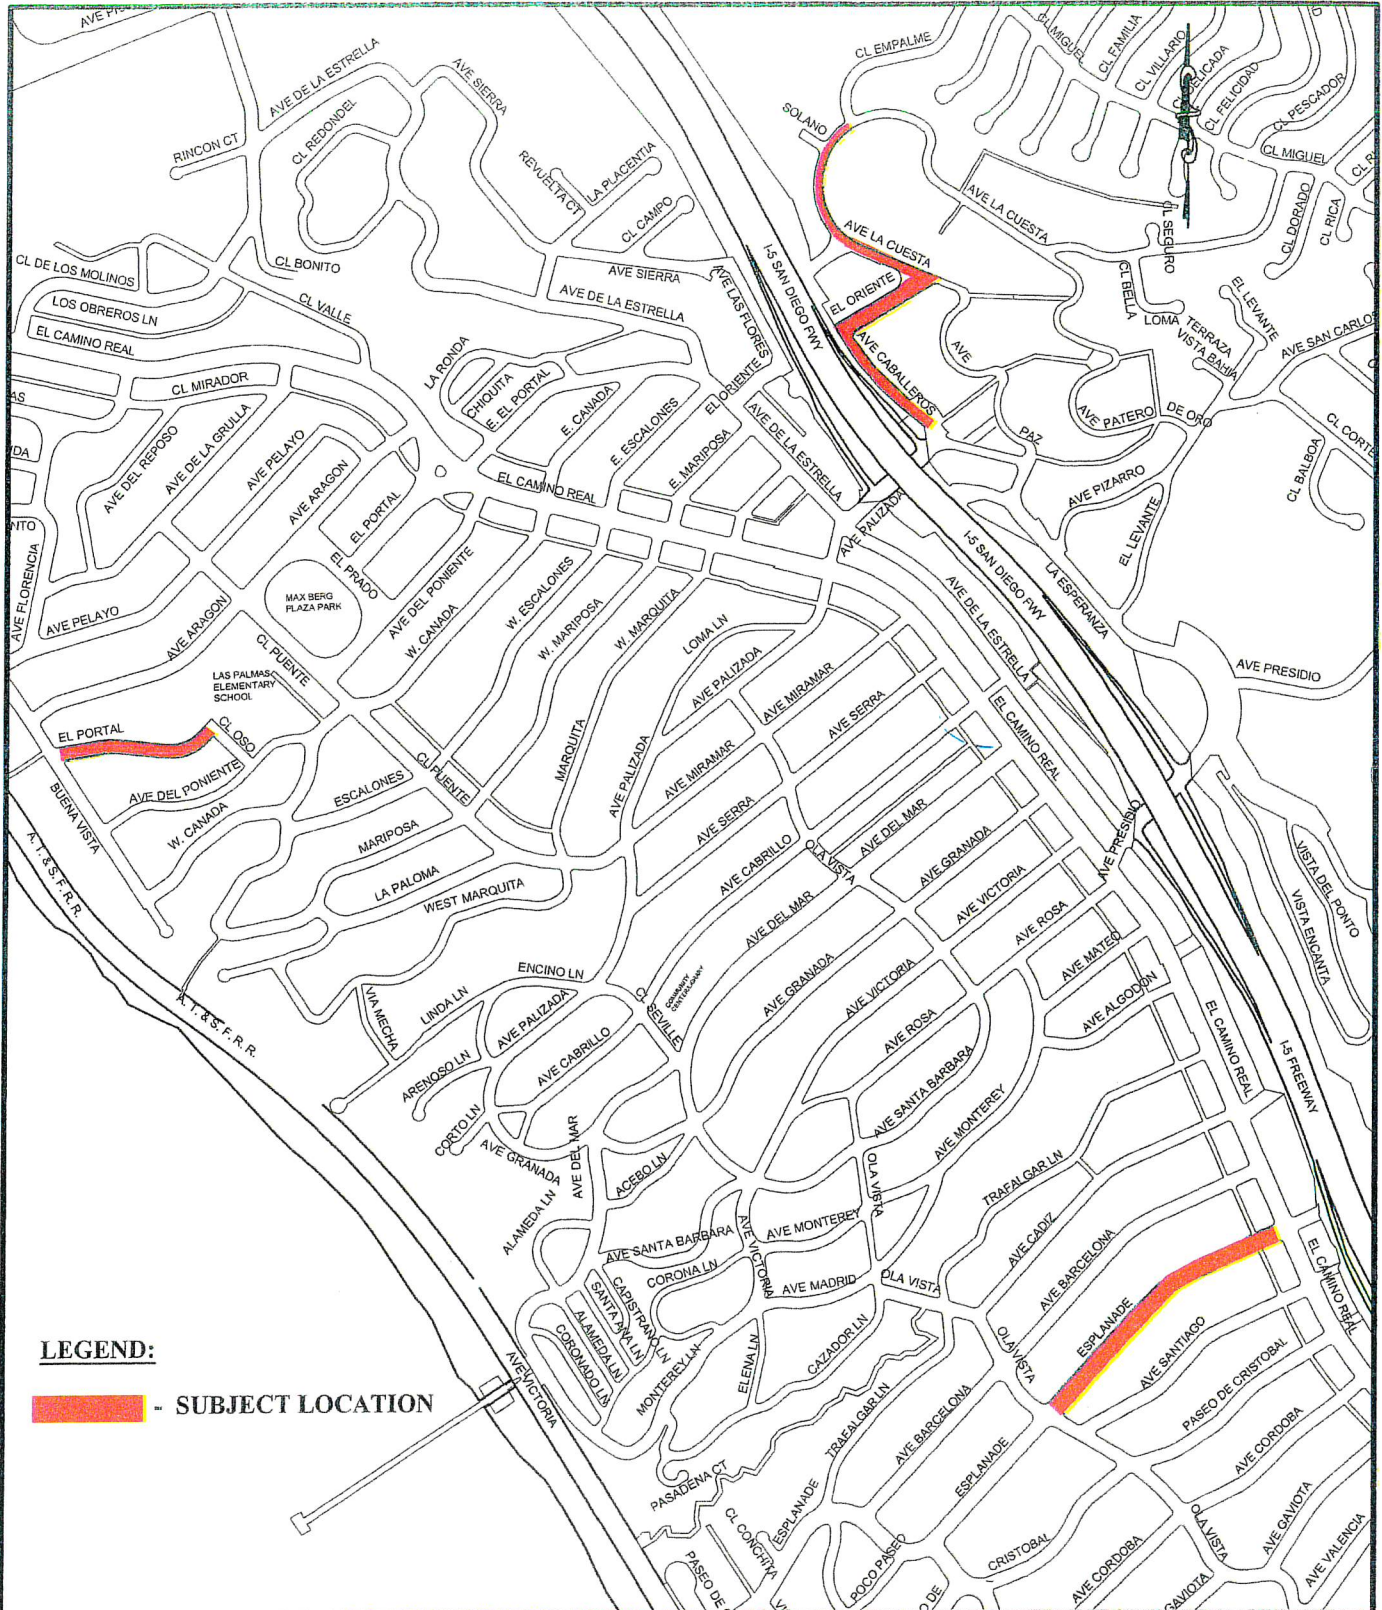 AVE DE LA ESTRELLA
AVE SIERRA
CL EMPALME
CL MIGUEL
CL FAMILIA
CL VILLARIO
CL DELICADA
CL FELICIDAD
CL PESCADOR
SOLANO
RINCON CT
CL REDONDEL
REVUELTA CT
LA PLACENTIA
CL MIGUEL
CL CAMPO
AVE LA CUESTA
CL SEGURO
CL DORADO
CL RICA
AVE LA CUESTA
CL DE LOS MOLINOS
CL BONITO
AVE SIERRA
I-5 SAN DIEGO FWY
EL ORIENTE
CL BELLA
EL LEVANTE
LOS OBREROS LN
CL VALLE
AVE DE LA ESTRELLA
AVE LAS FLORES
LOMA
TERRAZA
VISTA BAHIA
AVE SAN CARLOS
EL CAMINO REAL
LA RONDA
AVE
AVE CABALLEROS
CL MIRADOR
CHIQUITA
E. EL PORTAL
E. CANADA
EL ORIENTE
AS
AVE PATERO
DE ORO
CL CORTE
AVE DEL REPOSO
AVE DE LA GRULLA
AVE PELAYO
E. ESCALONES
E. MARIPOSA
AVE DE LA ESTRELLA
PAZ
CL BALBOA
DA
AVE ARAGON
EL PORTAL
EL CAMINO REAL
AVE PIZARRO
NTO
AVE PALIZADA
I-5 SAN DIEGO FWY
EL LEVANTE
AVE FLORENCIA
EL PRADO
AVE DEL PONIENTE
W. CANADA
W. ESCALONES
W. MARIPOSA
W. MARQUITA
AVE DE LA ESTRELLA
LA ESPERANZA
MAX BERG
PLAZA PARK
AVE PELAYO
AVE ARAGON
CL PUENTE
LOMA LN
AVE PALIZADA
AVE MIRAMAR
AVE PRESIDIO
LAS PALMAS
ELEMENTARY
SCHOOL
AVE SERRA
EL CAMINO REAL
EL PORTAL
CL OSO
MARQUITA
AVE PALIZADA
AVE MIRAMAR
BUENA VISTA
AVE DEL PONIENTE
ESCALONES
CL PUENTE
W. CANADA
AVE SERRA
AVE DEL MAR
AVE PRESIDIO
MARIPOSA
AVE CABRILLO
OLA VISTA
AVE GRANADA
A. T. & S. F. R. R.
LA PALOMA
WEST MARQUITA
AVE VICTORIA
VISTA DEL PONTO
VISTA ENCANTA
AVE DEL MAR
AVE ROSA
AVE MATEO
ENCINO LN
COMMUNITY
CENTER/LIBRARY
AVE GRANADA
AVE VICTORIA
AVE ALGODON
A. T. & S. F. R. R.
VIA MECHA
LINDA LN
AVE PALIZADA
CL SEVILLE
AVE ROSA
EL CAMINO REAL
ARENOSO LN
AVE CABRILLO
AVE SANTA BARBARA
I-5 FREEWAY
CORTO LN
AVE GRANADA
AVE DEL MAR
ACEBO LN
AVE MONTEREY
OLA VISTA
TRAFALGAR LN
ALAMEDA LN
AVE SANTA BARBARA
AVE VICTORIA
AVE MONTEREY
AVE CADIZ
AVE BARCELONA
EL CAMINO REAL
CORONA LN
AVE MADRID
OLA VISTA
CAPISTRANO LN
SANTA ANA LN
ALAMEDA LN
CORONADO LN
ESPLANADE
AVE SANTIAGO
LEGEND:
AVE VICTORIA
MONTEREY LN
ELENA LN
CAZADOR LN
OLA VISTA
PASEO DE CRISTOBAL
- SUBJECT LOCATION
TRAFALGAR LN
AVE BARCELONA
AVE CORDOBA
PASADENA CT
ESPLANADE
ESPLANADE
CL CONCHITA
OLA VISTA
AVE GAVIOTA
AVE VALENCIA
PASEO DE
POCO PASEO
CRISTOBAL
O DE
AVE CORDOBA
GAVIOTA